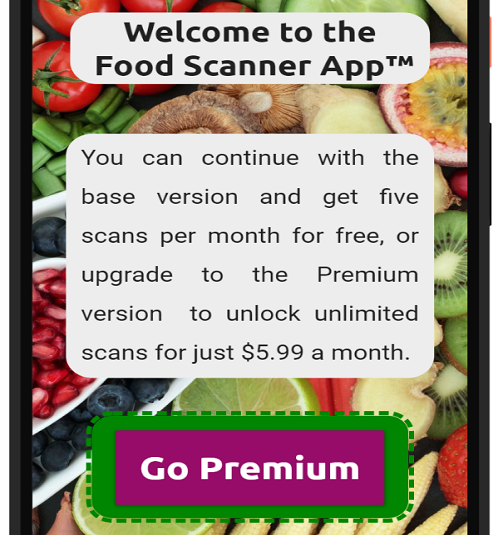 Welcome to the
Food Scanner App™
You can continue with the
base version and get five
scans per month for free, or
upgrade to the Premium
version to unlock unlimited
scans for just $5.99 a month.
Go Premium